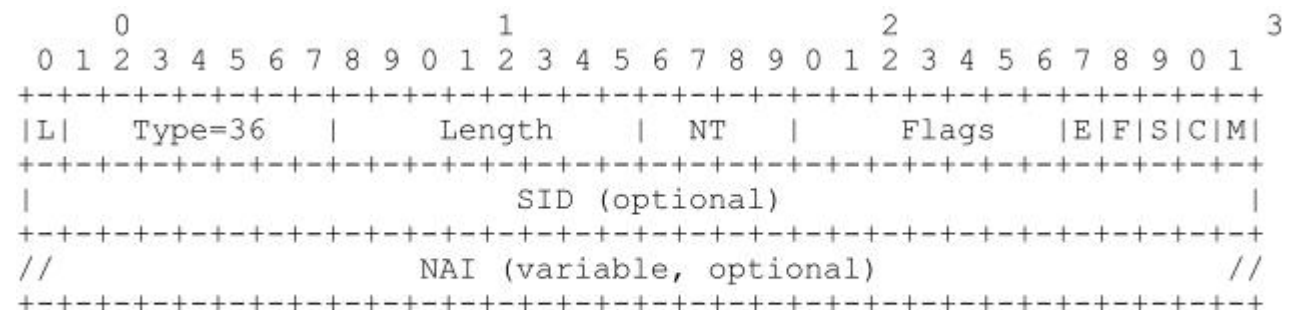 0                   1                   2                   3
 0 1 2 3 4 5 6 7 8 9 0 1 2 3 4 5 6 7 8 9 0 1 2 3 4 5 6 7 8 9 0 1
+-+-+-+-+-+-+-+-+-+-+-+-+-+-+-+-+-+-+-+-+-+-+-+-+-+-+-+-+-+-+-+-+
|L|   Type=36   |     Length    |  NT   |     Flags     |E|F|S|C|M|
+-+-+-+-+-+-+-+-+-+-+-+-+-+-+-+-+-+-+-+-+-+-+-+-+-+-+-+-+-+-+-+-+
|                         SID (optional)                        |
+-+-+-+-+-+-+-+-+-+-+-+-+-+-+-+-+-+-+-+-+-+-+-+-+-+-+-+-+-+-+-+-+
//                   NAI (variable, optional)                  //
+-+-+-+-+-+-+-+-+-+-+-+-+-+-+-+-+-+-+-+-+-+-+-+-+-+-+-+-+-+-+-+-+